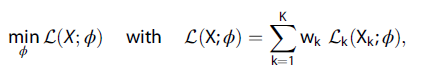 min_φ 𝓛(X; φ) with 𝓛(X; φ) = ∑_{k=1}^{K} w_k 𝓛_k(X_k; φ),